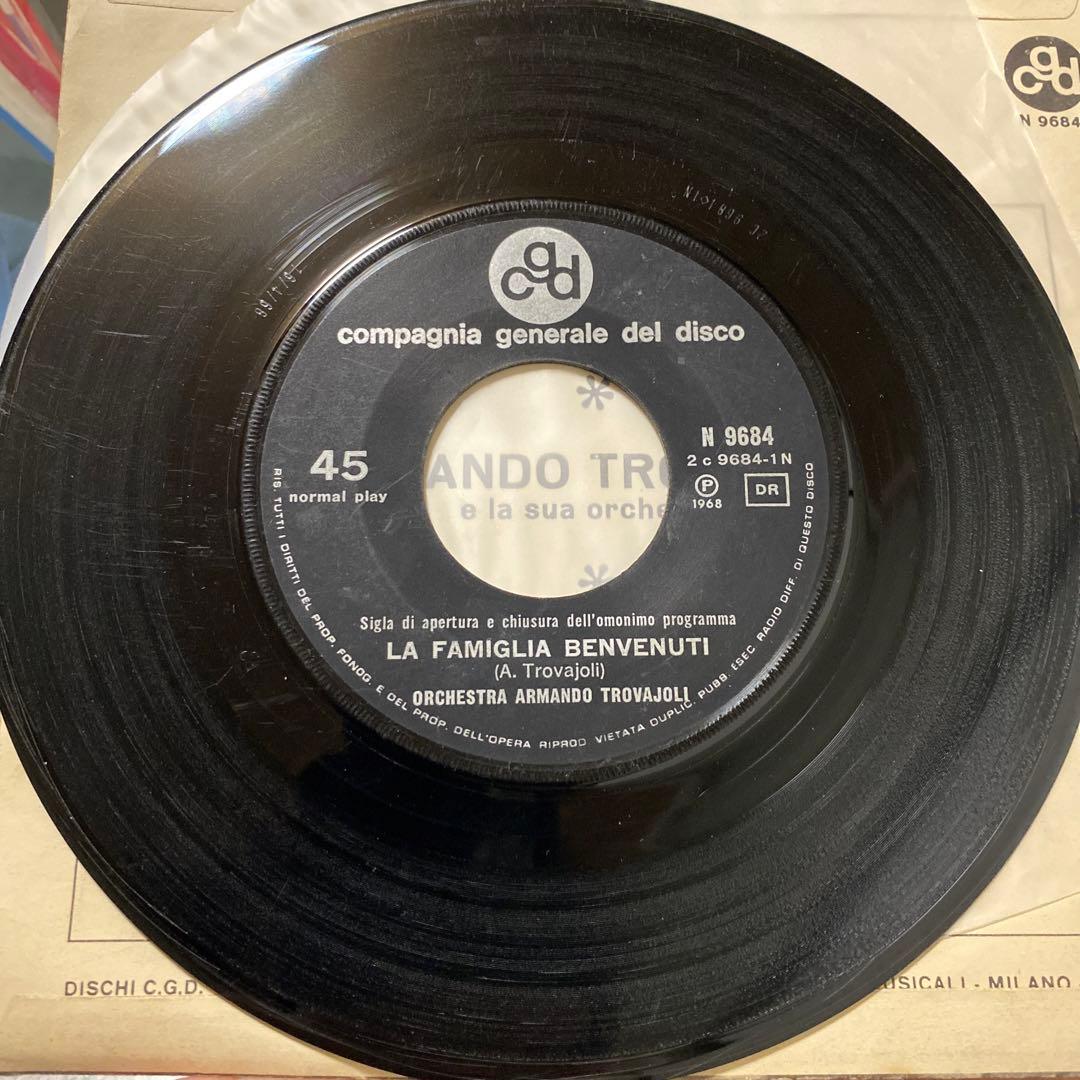 cgd
N 9684
cgd
compagnia generale del disco
45
normal play
N 9684
2 c 9684-1N
P
1968
DR
ANDO TRO
e la sua orche
Sigla di apertura e chiusura dell'omonimo programma
LA FAMIGLIA BENVENUTI
(A. Trovajoli)
ORCHESTRA ARMANDO TROVAJOLI
RIS. TUTTI I DIRITTI DEL PROP. FONOG. E DEL PROP. DELL'OPERA RIPROD VIETATA DUPLIC. PUBB. ESEC RADIO DIFF. DI QUESTO DISCO
DISCHI C.G.D.
USICALI - MILANO